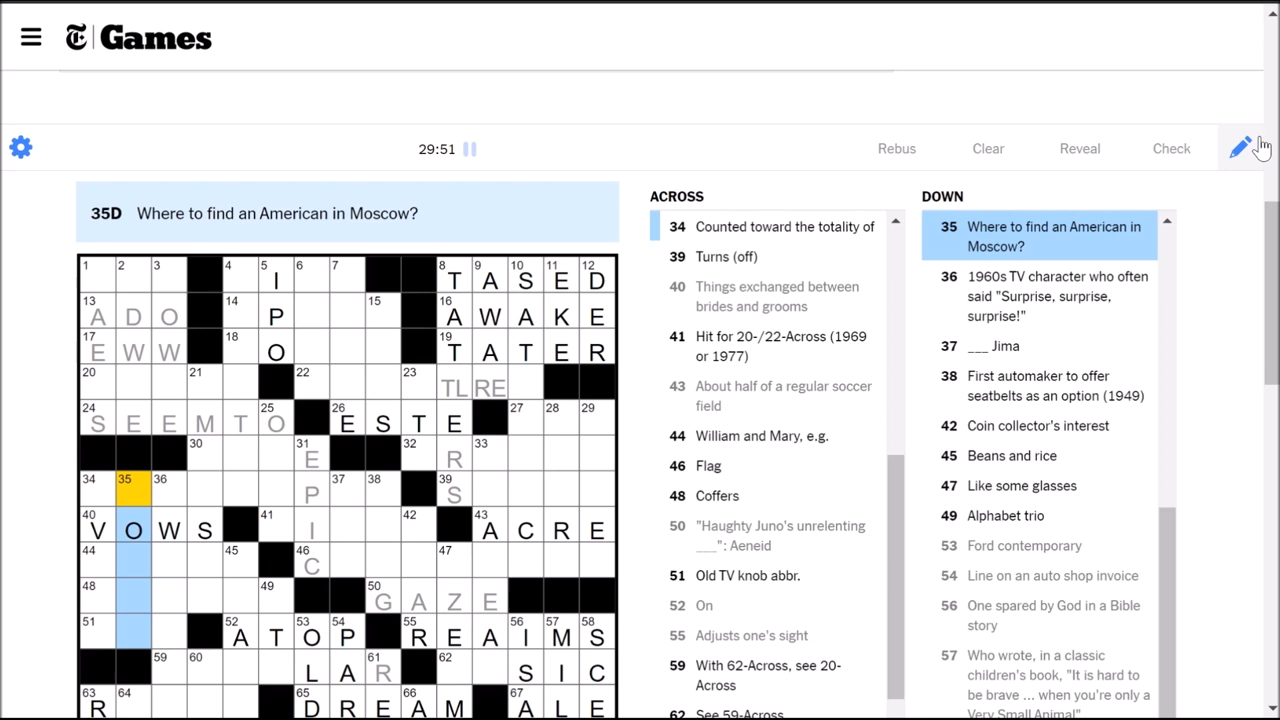 T Games
29:51
Rebus Clear Reveal Check
35D Where to find an American in Moscow?
1 2 3 4 5 I 6 7 8 T 9 A 10 S 11 E 12 D
13 A D O 14 P 15 16 A W A K E
17 E W W 18 O 19 T A T E R
20 21 22 23 TL RE
24 S E E M T 25 O 26 E S T E 27 28 29
30 31 E 32 R 33
34 35 36 P 37 38 39 S
40 V O W S 41 I 42 43 A C R E
44 45 46 C 47
48 49 50 G A Z E
51 52 A T 53 O 54 P 55 R E A 56 I 57 M 58 S
59 60 L A 61 R 62 S I C
63 R 64 65 D R E 66 A M 67 A L E
ACROSS
34 Counted toward the totality of
39 Turns (off)
40 Things exchanged between
brides and grooms
41 Hit for 20-/22-Across (1969
or 1977)
43 About half of a regular soccer
field
44 William and Mary, e.g.
46 Flag
48 Coffers
50 "Haughty Juno's unrelenting
___": Aeneid
51 Old TV knob abbr.
52 On
55 Adjusts one's sight
59 With 62-Across, see 20-
Across
62 See 59-Across
DOWN
35 Where to find an American in
Moscow?
36 1960s TV character who often
said "Surprise, surprise,
surprise!"
37 ___ Jima
38 First automaker to offer
seatbelts as an option (1949)
42 Coin collector's interest
45 Beans and rice
47 Like some glasses
49 Alphabet trio
53 Ford contemporary
54 Line on an auto shop invoice
56 One spared by God in a Bible
story
57 Who wrote, in a classic
children's book, "It is hard to
be brave ... when you're only a
Very Small Animal"